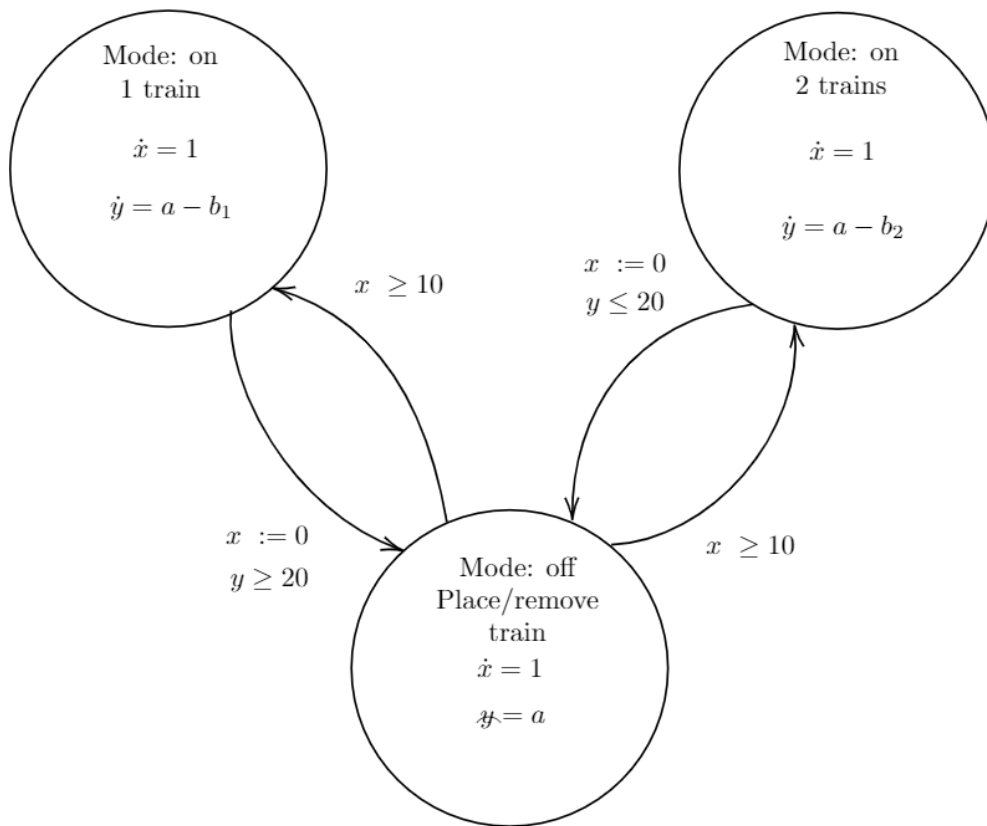 Mode: on
1 train
ẋ = 1
ẏ = a − b₁
Mode: on
2 trains
ẋ = 1
ẏ = a − b₂
x ≥ 10
x := 0
y ≤ 20
x := 0
y ≥ 20
x ≥ 10
Mode: off
Place/remove
train
ẋ = 1
y = a